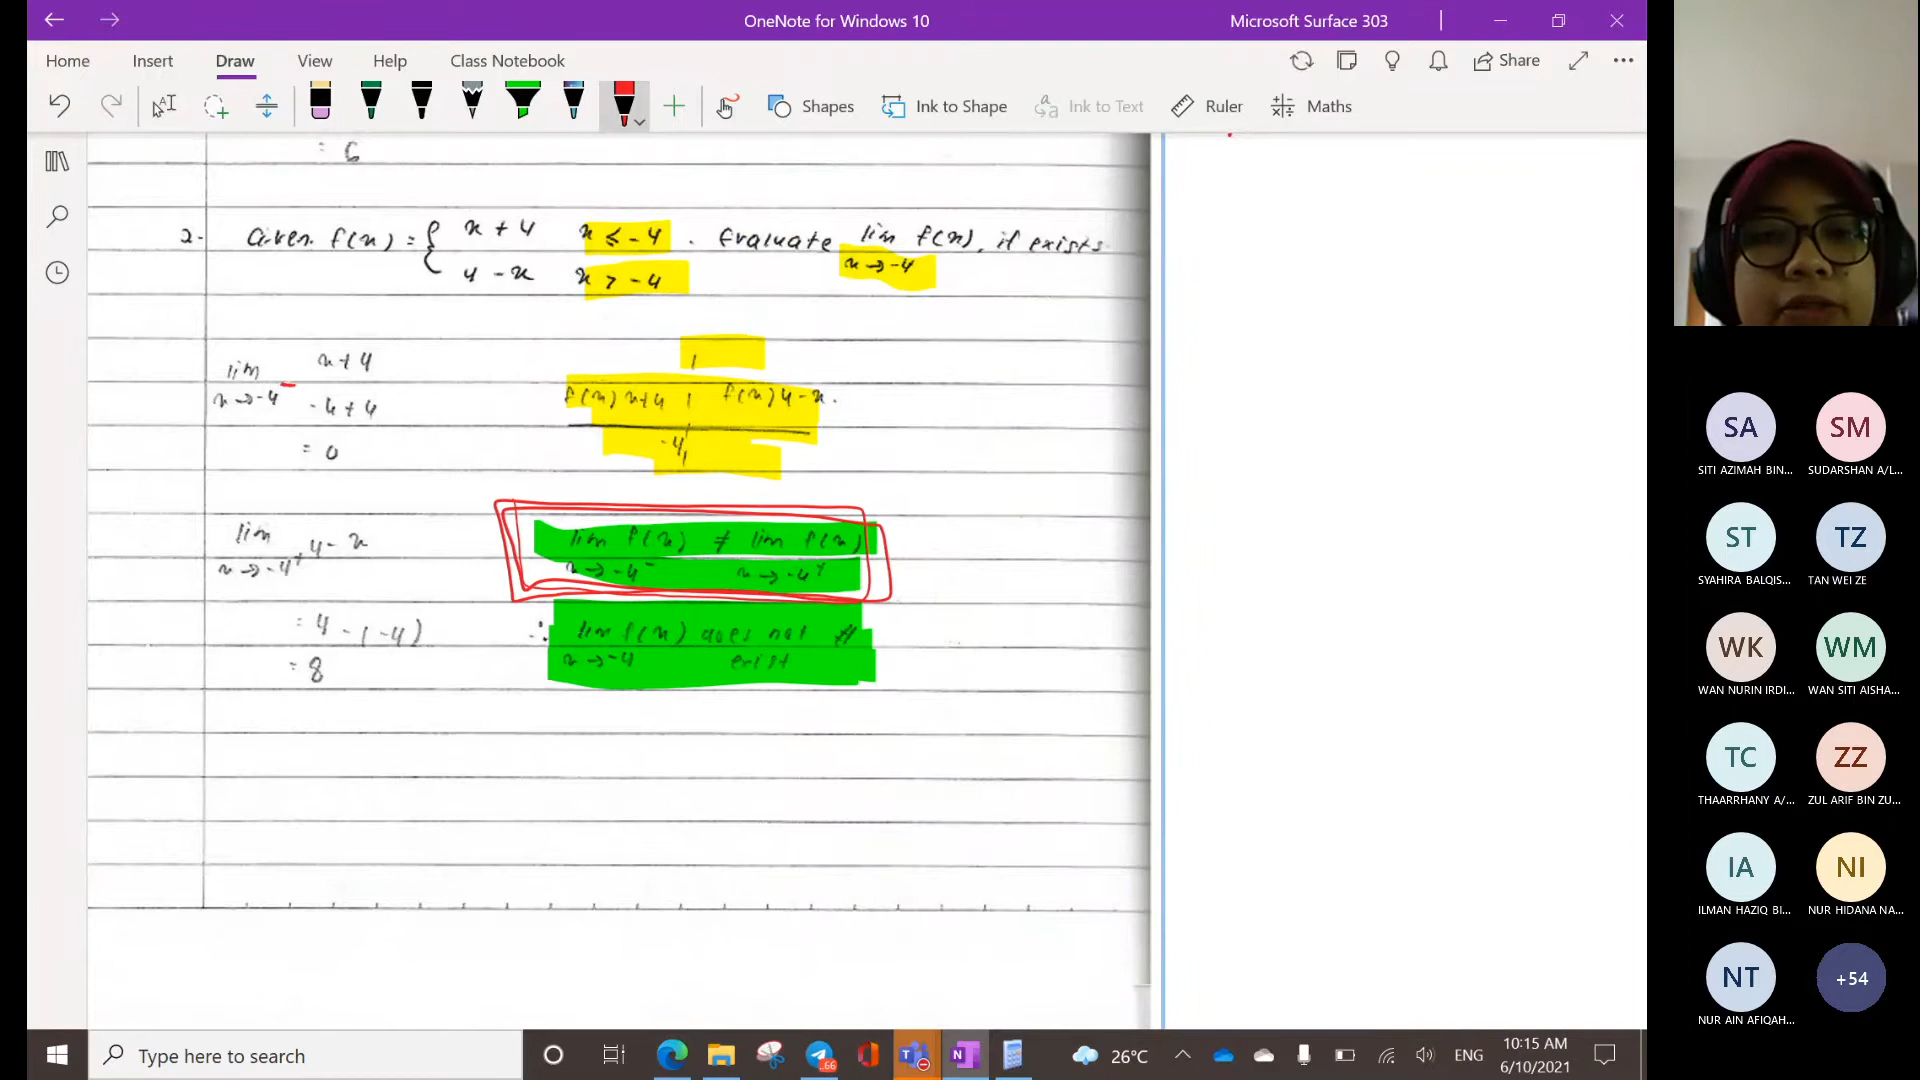 OneNote for Windows 10
Microsoft Surface 303
Home Insert Draw View Help Class Notebook
Share
Shapes Ink to Shape Ink to Text Ruler Maths
= 6
2. Given f(x) = { x + 4 x ≤ -4 . Evaluate lim f(x), if exists
4 - x x > -4 x → -4
lim x + 4
x → -4⁻
-4 + 4
= 0
f(x) x+4 | f(x) 4-x.
-4
lim 4 - x
x → -4⁺
= 4 - (-4)
= 8
lim f(x) ≠ lim f(x)
x → -4⁻ x → -4⁺
∴ lim f(x) does not #
x → -4 exist
SA
SITI AZIMAH BIN...
SM
SUDARSHAN A/L...
ST
SYAHIRA BALQIS...
TZ
TAN WEI ZE
WK
WAN NURIN IRDI...
WM
WAN SITI AISHA...
TC
THAARRHANY A/...
ZZ
ZUL ARIF BIN ZU...
IA
ILMAN HAZIQ BI...
NI
NUR HIDANA NA...
NT
NUR AIN AFIQAH...
+54
Type here to search
66
26°C
ENG
10:15 AM
6/10/2021